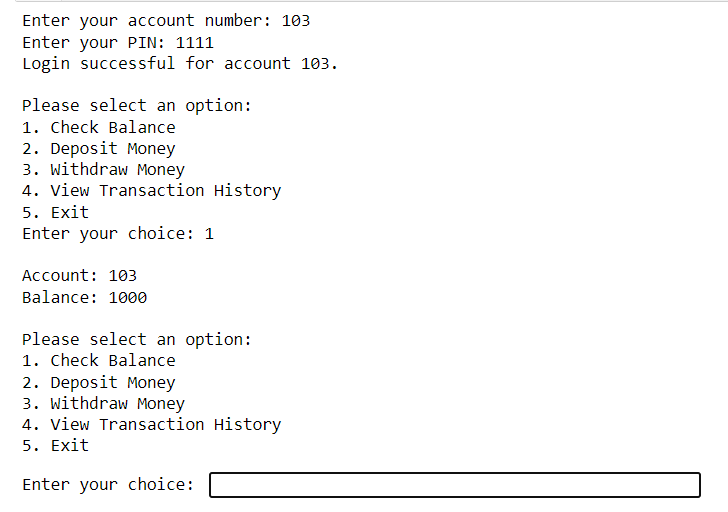 Enter your account number: 103
Enter your PIN: 1111
Login successful for account 103.
Please select an option:
1. Check Balance
2. Deposit Money
3. Withdraw Money
4. View Transaction History
5. Exit
Enter your choice: 1
Account: 103
Balance: 1000
Please select an option:
1. Check Balance
2. Deposit Money
3. Withdraw Money
4. View Transaction History
5. Exit
Enter your choice: